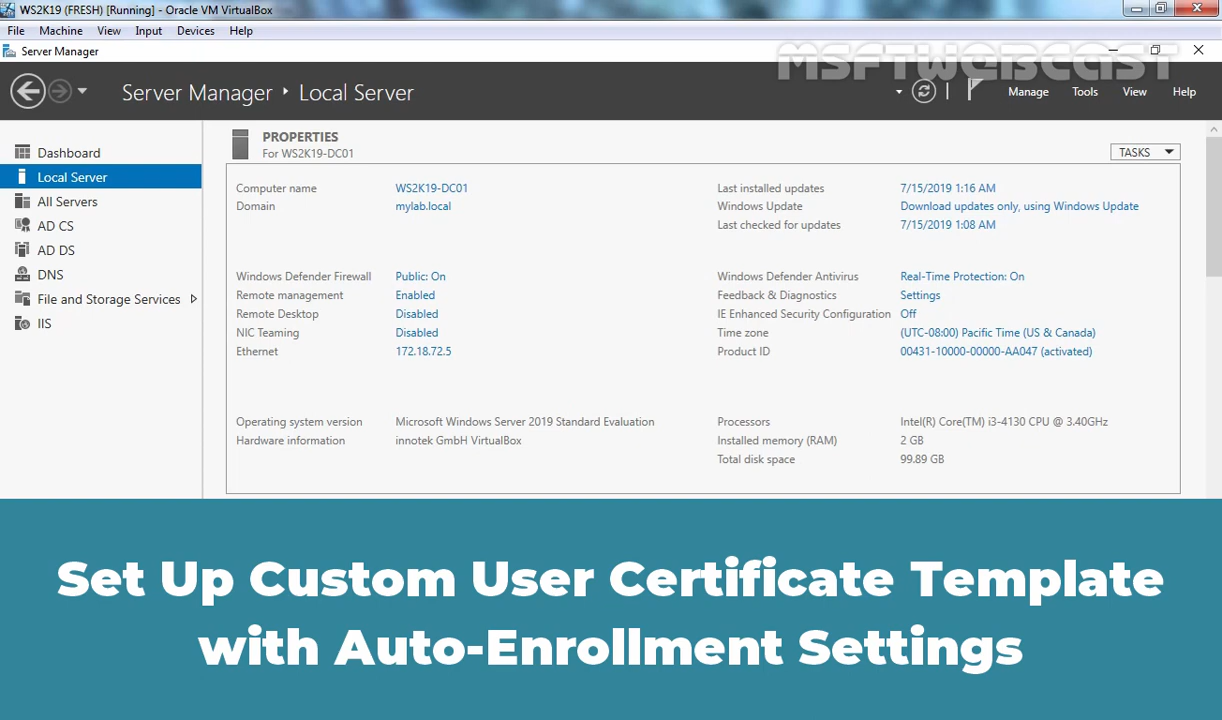 WS2K19 (FRESH) [Running] - Oracle VM VirtualBox
File Machine View Input Devices Help
Server Manager
MSFTWEBCAST
Server Manager ‣ Local Server
Manage Tools View Help
Dashboard
Local Server
All Servers
AD CS
AD DS
DNS
File and Storage Services
IIS
PROPERTIES
For WS2K19-DC01
TASKS
Computer name WS2K19-DC01
Domain mylab.local
Last installed updates 7/15/2019 1:16 AM
Windows Update Download updates only, using Windows Update
Last checked for updates 7/15/2019 1:08 AM
Windows Defender Firewall Public: On
Remote management Enabled
Remote Desktop Disabled
NIC Teaming Disabled
Ethernet 172.18.72.5
Windows Defender Antivirus Real-Time Protection: On
Feedback & Diagnostics Settings
IE Enhanced Security Configuration Off
Time zone (UTC-08:00) Pacific Time (US & Canada)
Product ID 00431-10000-00000-AA047 (activated)
Operating system version Microsoft Windows Server 2019 Standard Evaluation
Hardware information innotek GmbH VirtualBox
Processors Intel(R) Core(TM) i3-4130 CPU @ 3.40GHz
Installed memory (RAM) 2 GB
Total disk space 99.89 GB
Set Up Custom User Certificate Template
with Auto-Enrollment Settings